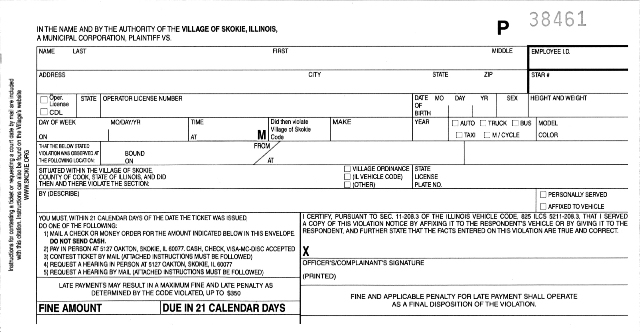 IN THE NAME AND BY THE AUTHORITY OF THE VILLAGE OF SKOKIE, ILLINOIS,
A MUNICIPAL CORPORATION, PLAINTIFF VS.
P 38461
NAME LAST FIRST MIDDLE EMPLOYEE I.D.
ADDRESS CITY STATE ZIP STAR #
Oper. License
CDL
STATE OPERATOR LICENSE NUMBER
DATE OF BIRTH MO DAY YR SEX HEIGHT AND WEIGHT
DAY OF WEEK MO/DAY/YR TIME Did then violate Village of Skokie Code MAKE YEAR AUTO TRUCK BUS MODEL
ON AT M TAXI M / CYCLE COLOR
THAT THE BELOW STATED
VIOLATION WAS OBSERVED AT
THE FOLLOWING LOCATION:
BOUND
ON
FROM
AT
SITUATED WITHIN THE VILLAGE OF SKOKIE,
COUNTY OF COOK, STATE OF ILLINOIS, AND DID
THEN AND THERE VIOLATE THE SECTION:
VILLAGE ORDINANCE
(IL VEHICLE CODE)
(OTHER)
STATE
LICENSE
PLATE NO.
BY (DESCRIBE)
PERSONALLY SERVED
AFFIXED TO VEHICLE
YOU MUST, WITHIN 21 CALENDAR DAYS OF THE DATE THE TICKET WAS ISSUED,
DO ONE OF THE FOLLOWING:
1) MAIL A CHECK OR MONEY ORDER FOR THE AMOUNT INDICATED BELOW IN THIS ENVELOPE
DO NOT SEND CASH.
2) PAY IN PERSON AT 5127 OAKTON, SKOKIE, IL 60077. CASH, CHECK, VISA-MC-DISC ACCEPTED
3) CONTEST TICKET BY MAIL (ATTACHED INSTRUCTIONS MUST BE FOLLOWED)
4) REQUEST A HEARING IN PERSON AT 5127 OAKTON, SKOKIE, IL 60077
5) REQUEST A HEARING BY MAIL (ATTACHED INSTRUCTIONS MUST BE FOLLOWED)
LATE PAYMENTS MAY RESULT IN A MAXIMUM FINE AND LATE PENALTY AS
DETERMINED BY THE CODE VIOLATED, UP TO $350
FINE AMOUNT DUE IN 21 CALENDAR DAYS
I CERTIFY, PURSUANT TO SEC. 11-208.3 OF THE ILLINOIS VEHICLE CODE, 625 ILCS 5/11-208.3, THAT I SERVED
A COPY OF THIS VIOLATION NOTICE BY AFFIXING IT TO THE RESPONDENT'S VEHICLE OR BY GIVING IT TO THE
RESPONDENT, AND FURTHER STATE THAT THE FACTS ENTERED ON THIS VIOLATION ARE TRUE AND CORRECT.
X
OFFICER'S/COMPLAINANT'S SIGNATURE
(PRINTED)
FINE AND APPLICABLE PENALTY FOR LATE PAYMENT SHALL OPERATE
AS A FINAL DISPOSITION OF THE VIOLATION.
Instructions for contesting a ticket or requesting a court date by mail are included
with this citation. Instructions can also be found on the Village's website
WWW.SKOKIE.ORG